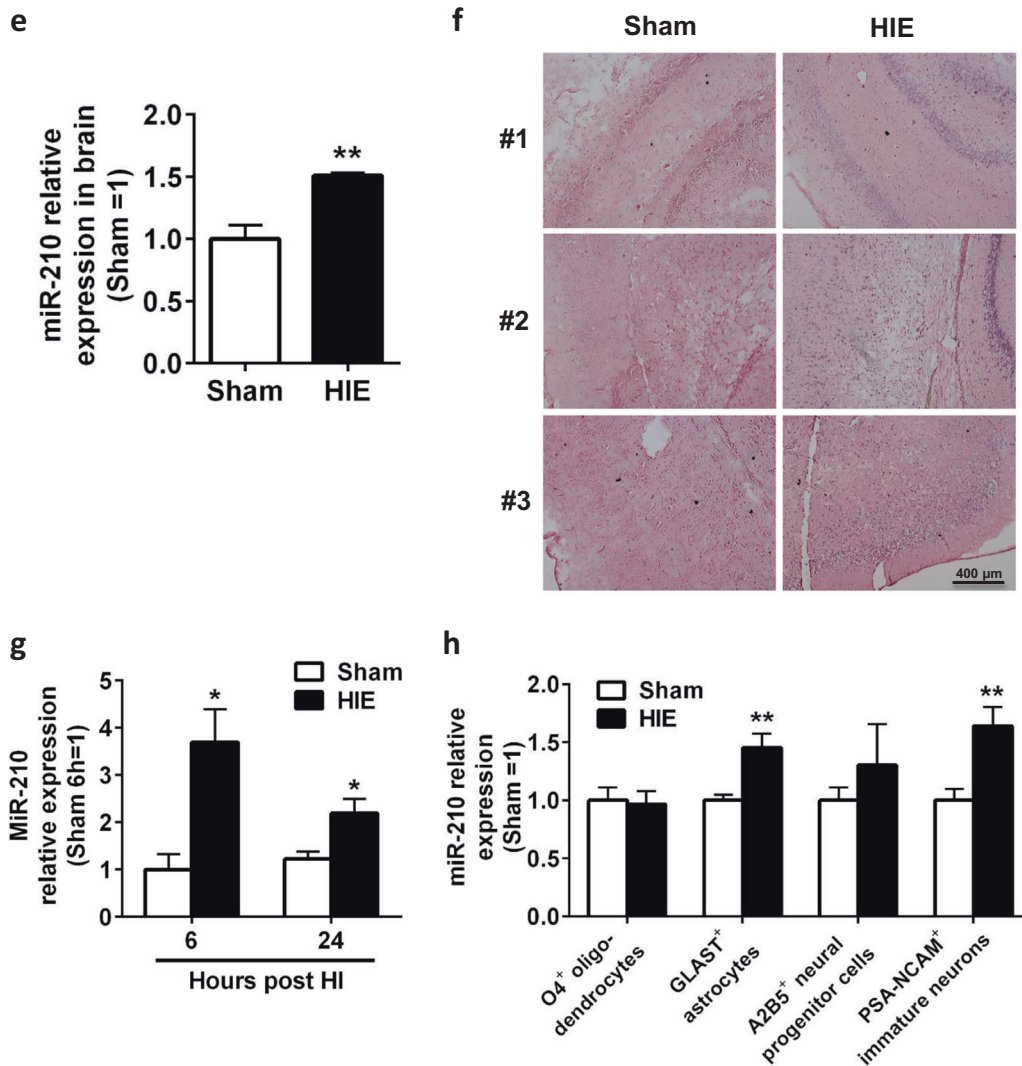 e
miR-210 relative
expression in brain
(Sham =1)
2.0
1.5
1.0
0.5
0.0
**
Sham HIE
f
Sham HIE
#1
#2
#3
400 µm
g
MiR-210
relative expression
(Sham 6h=1)
5
4
3
2
1
0
Sham
HIE
*
*
6 24
Hours post HI
h
miR-210 relative
expression
(Sham =1)
2.0
1.5
1.0
0.5
0.0
Sham
HIE
**
**
O4⁺ oligo-
dendrocytes
GLAST⁺
astrocytes
A2B5⁺ neural
progenitor cells
PSA-NCAM⁺
immature neurons